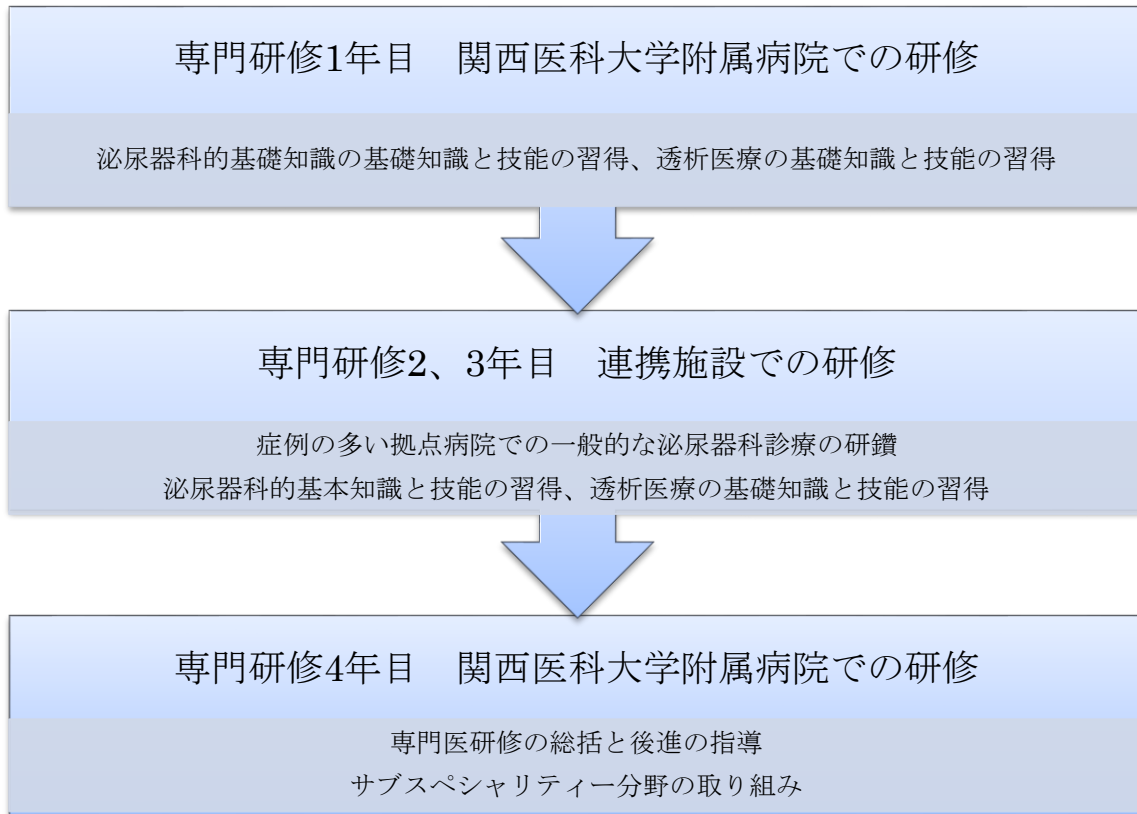 専門研修1年目　関西医科大学附属病院での研修
泌尿器科的基礎知識の基礎知識と技能の習得、透析医療の基礎知識と技能の習得
専門研修2、3年目　連携施設での研修
症例の多い拠点病院での一般的な泌尿器科診療の研鑽
泌尿器科的基本知識と技能の習得、透析医療の基礎知識と技能の習得
専門研修4年目　関西医科大学附属病院での研修
専門医研修の総括と後進の指導
サブスペシャリティー分野の取り組み